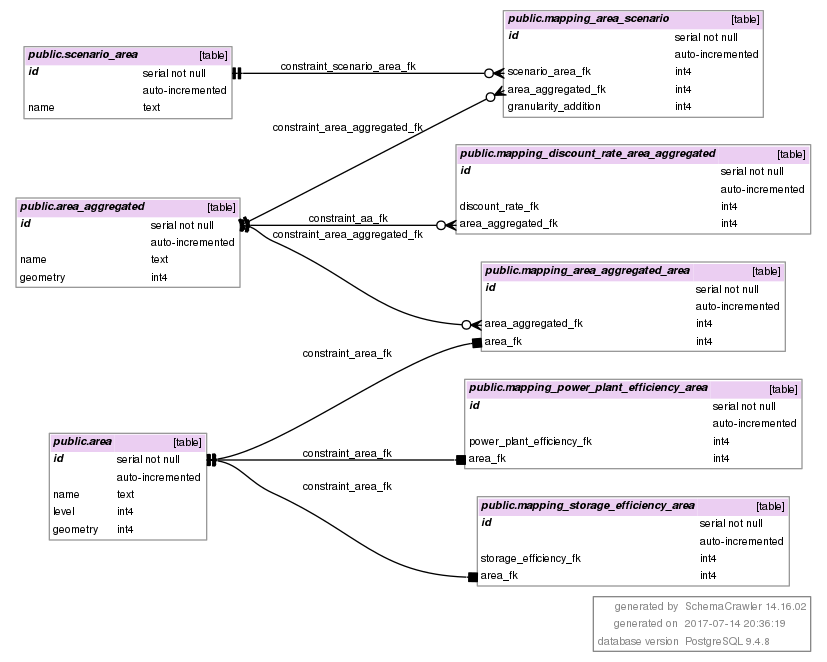 public.scenario_area [table]
id serial not null
auto-incremented
name text
constraint_scenario_area_fk
public.mapping_area_scenario [table]
id serial not null
auto-incremented
scenario_area_fk int4
area_aggregated_fk int4
granularity_addition int4
constraint_area_aggregated_fk
public.mapping_discount_rate_area_aggregated [table]
id serial not null
auto-incremented
discount_rate_fk int4
area_aggregated_fk int4
public.area_aggregated [table]
id serial not null
auto-incremented
name text
geometry int4
constraint_aa_fk
constraint_area_aggregated_fk
public.mapping_area_aggregated_area [table]
id serial not null
auto-incremented
area_aggregated_fk int4
area_fk int4
constraint_area_fk
public.mapping_power_plant_efficiency_area [table]
id serial not null
auto-incremented
power_plant_efficiency_fk int4
area_fk int4
public.area [table]
id serial not null
auto-incremented
name text
level int4
geometry int4
constraint_area_fk
constraint_area_fk
public.mapping_storage_efficiency_area [table]
id serial not null
auto-incremented
storage_efficiency_fk int4
area_fk int4
generated by SchemaCrawler 14.16.02
generated on 2017-07-14 20:36:19
database version PostgreSQL 9.4.8